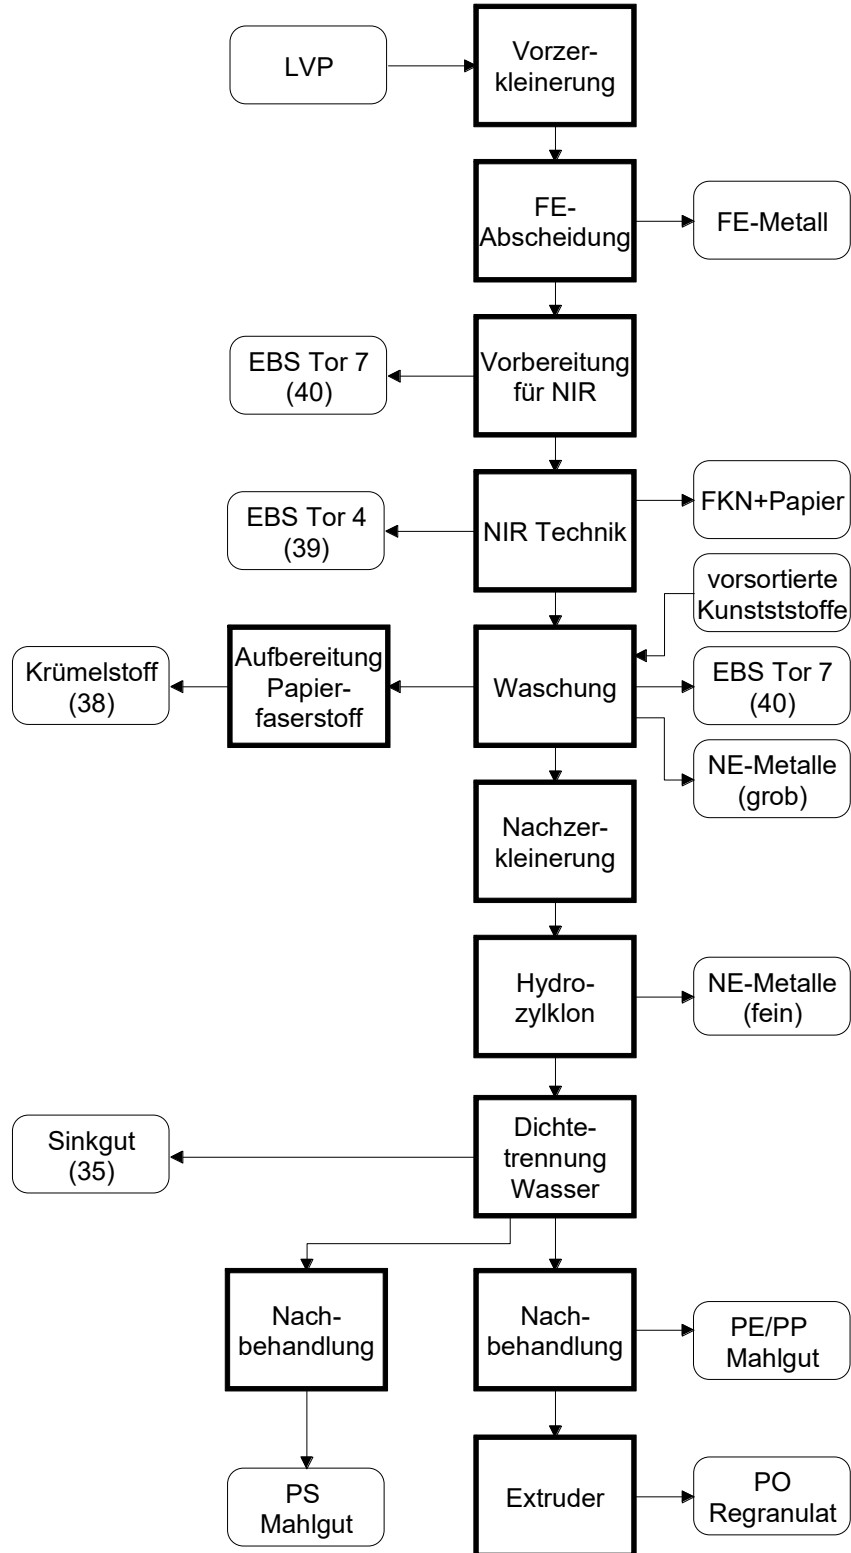 LVP
Vorzer-
kleinerung
FE-
Abscheidung
FE-Metall
EBS Tor 7
(40)
Vorbereitung
für NIR
EBS Tor 4
(39)
NIR Technik
FKN+Papier
vorsortierte
Kunstststoffe
Krümelstoff
(38)
Aufbereitung
Papier-
faserstoff
Waschung
EBS Tor 7
(40)
NE-Metalle
(grob)
Nachzer-
kleinerung
Hydro-
zylklon
NE-Metalle
(fein)
Sinkgut
(35)
Dichte-
trennung
Wasser
Nach-
behandlung
Nach-
behandlung
PE/PP
Mahlgut
PS
Mahlgut
Extruder
PO
Regranulat